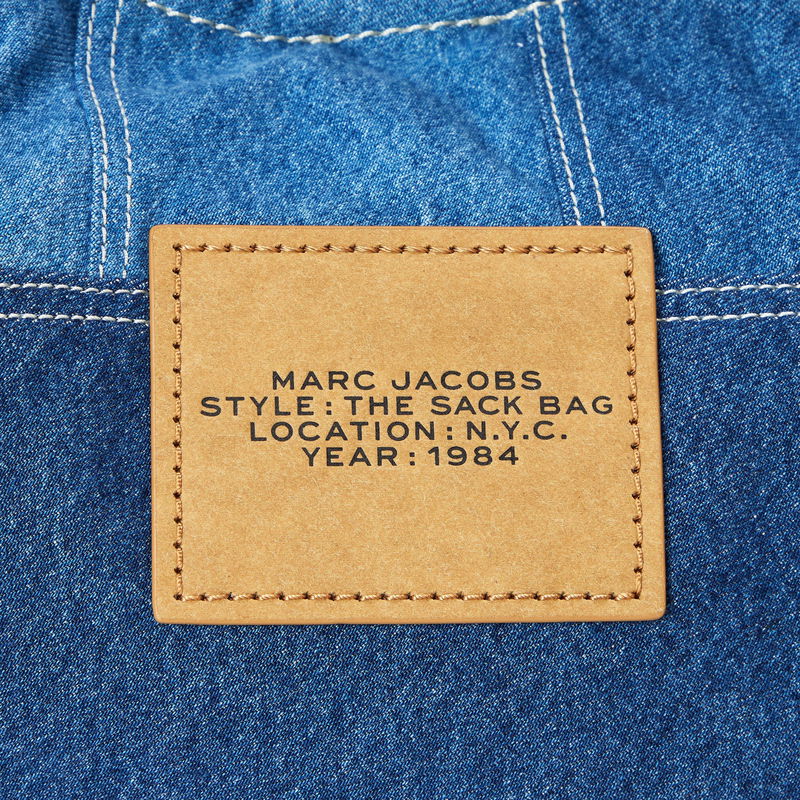 MARC JACOBS
STYLE: THE SACK BAG
LOCATION: N.Y.C.
YEAR: 1984